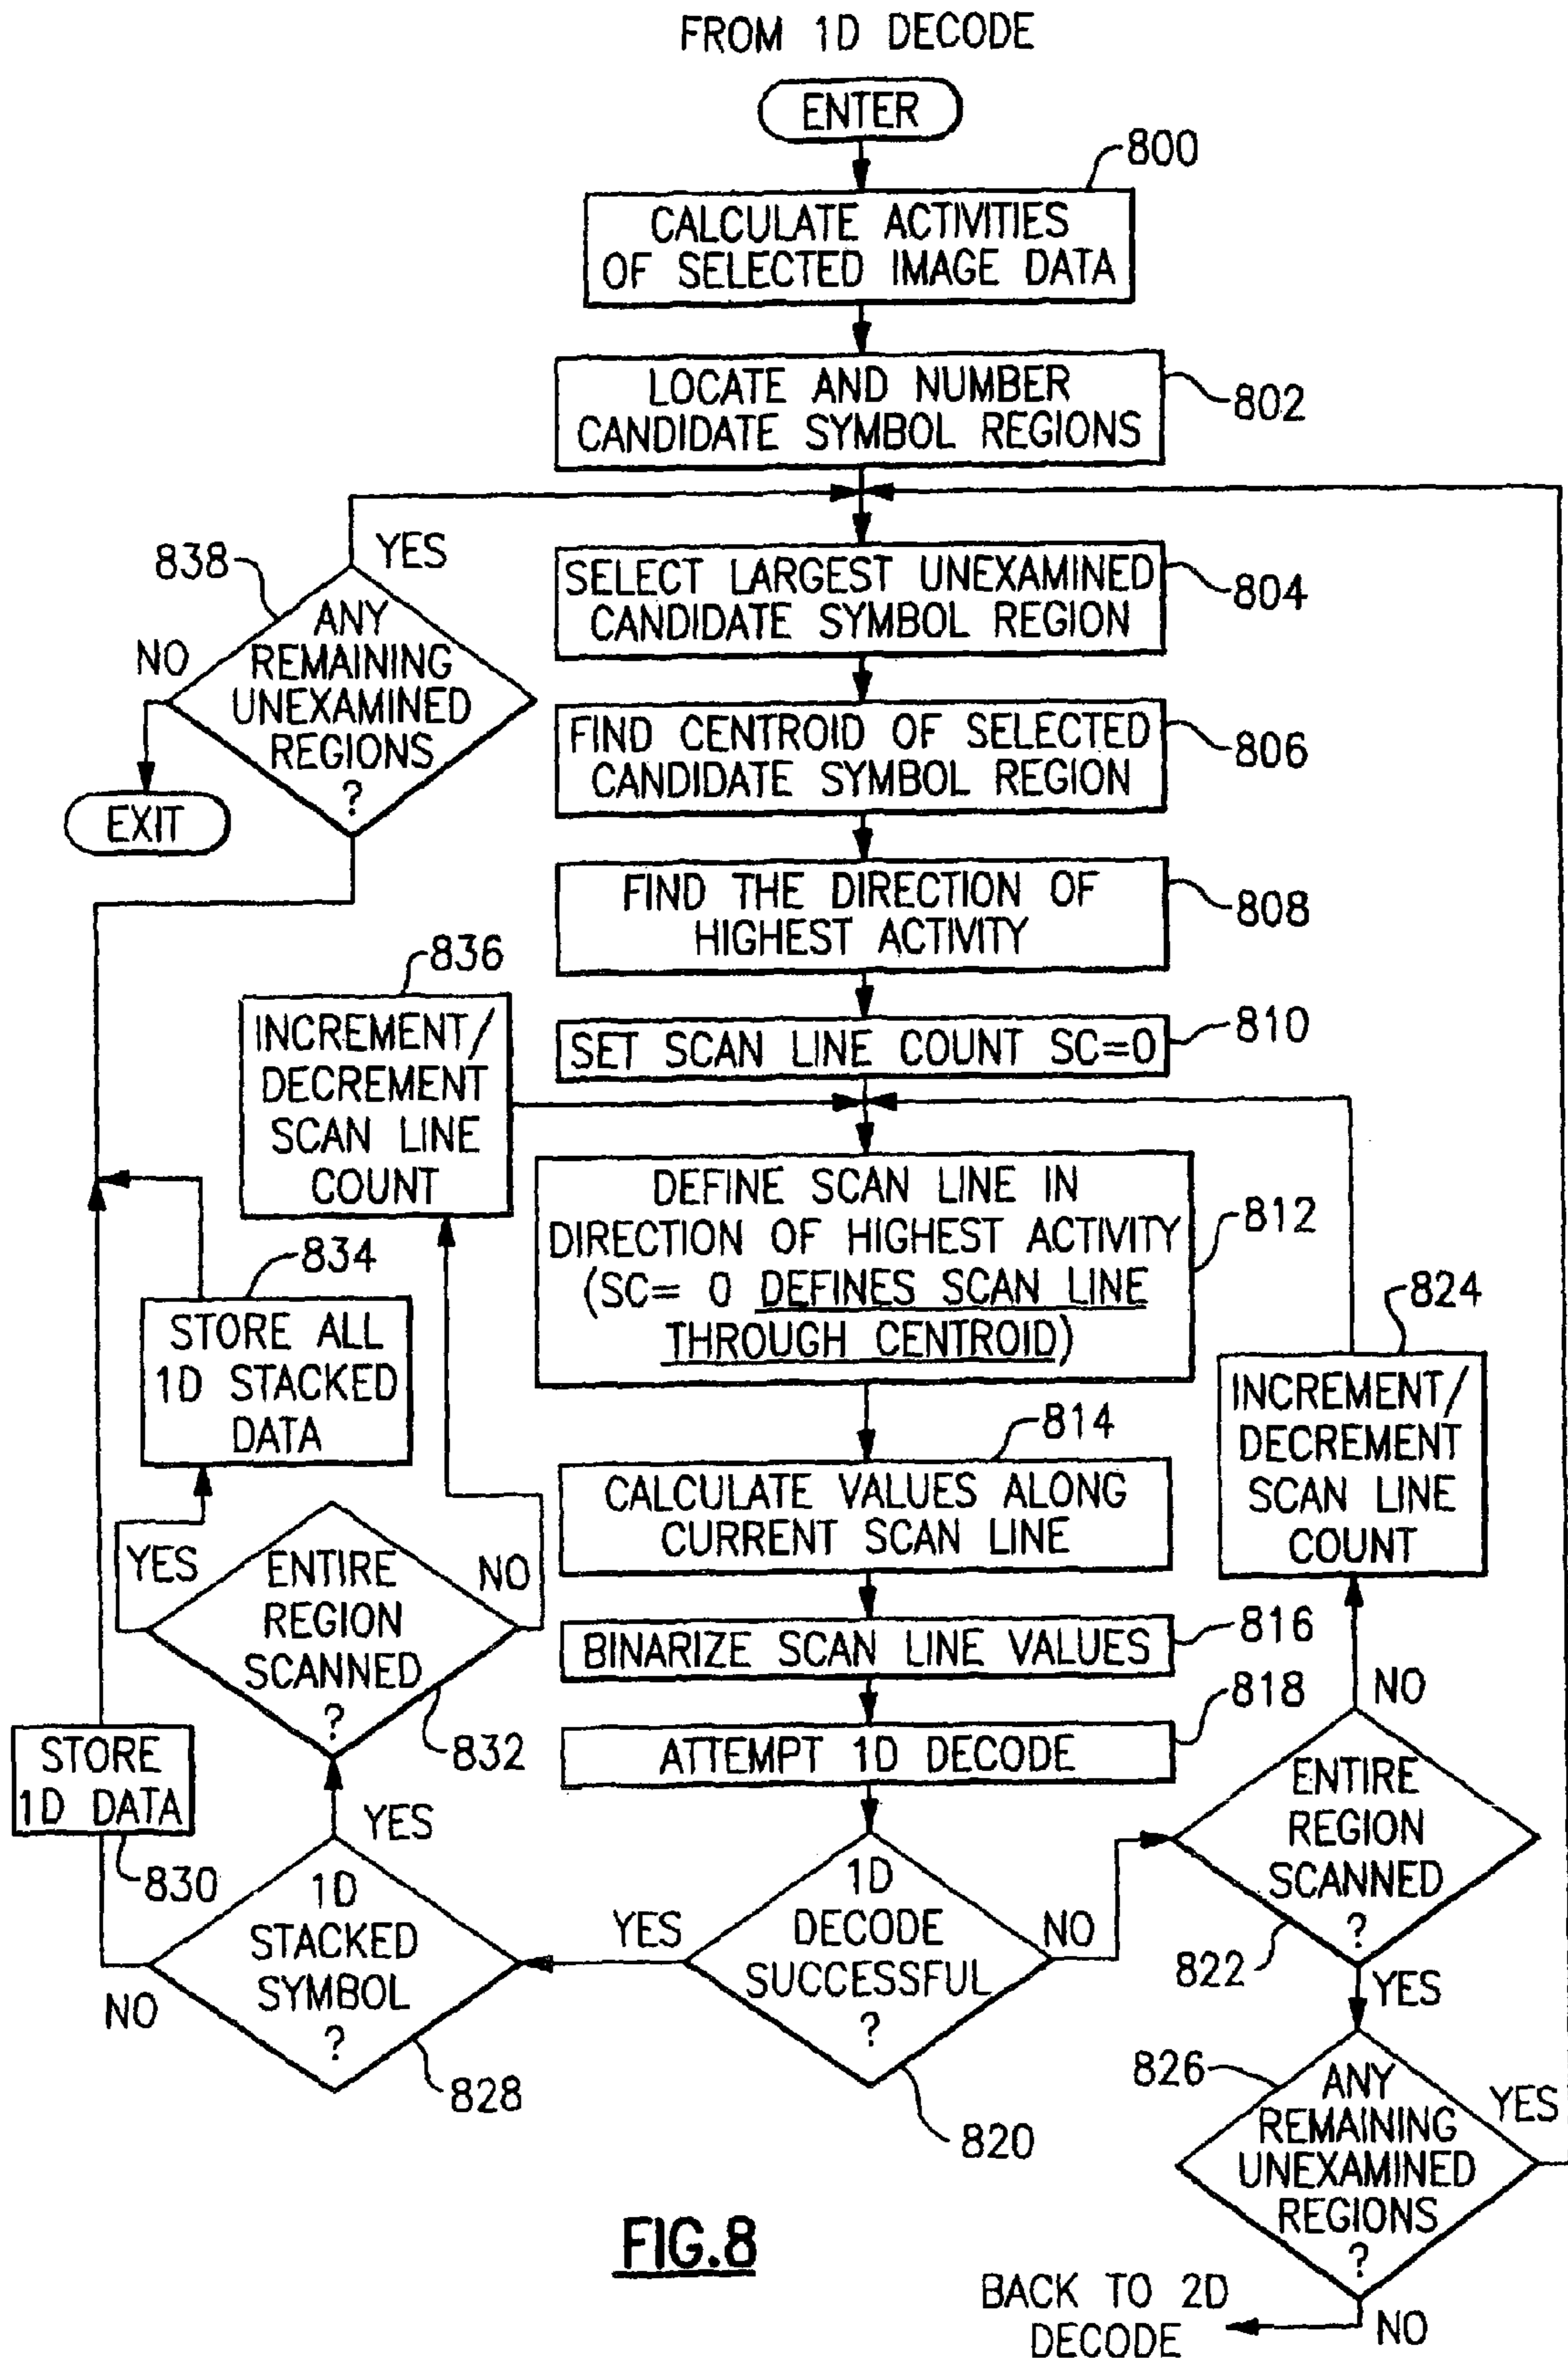 FROM 1D DECODE
ENTER
800
CALCULATE ACTIVITIES
OF SELECTED IMAGE DATA
LOCATE AND NUMBER
CANDIDATE SYMBOL REGIONS
802
838
YES
ANY
REMAINING
UNEXAMINED
REGIONS
?
NO
EXIT
SELECT LARGEST UNEXAMINED
CANDIDATE SYMBOL REGION
804
FIND CENTROID OF SELECTED
CANDIDATE SYMBOL REGION
806
FIND THE DIRECTION OF
HIGHEST ACTIVITY
808
836
INCREMENT/
DECREMENT
SCAN LINE
COUNT
SET SCAN LINE COUNT SC=0
810
DEFINE SCAN LINE IN
DIRECTION OF HIGHEST ACTIVITY
(SC= 0 DEFINES SCAN LINE
THROUGH CENTROID)
812
834
STORE ALL
1D STACKED
DATA
824
INCREMENT/
DECREMENT
SCAN LINE
COUNT
814
CALCULATE VALUES ALONG
CURRENT SCAN LINE
YES
ENTIRE
REGION
SCANNED
?
NO
832
BINARIZE SCAN LINE VALUES
816
818
ATTEMPT 1D DECODE
NO
ENTIRE
REGION
SCANNED
?
822
YES
STORE
1D DATA
830
YES
1D
STACKED
SYMBOL
?
NO
828
YES
1D
DECODE
SUCCESSFUL
?
NO
820
826
ANY
REMAINING
UNEXAMINED
REGIONS
?
YES
NO
BACK TO 2D
DECODE
FIG.8